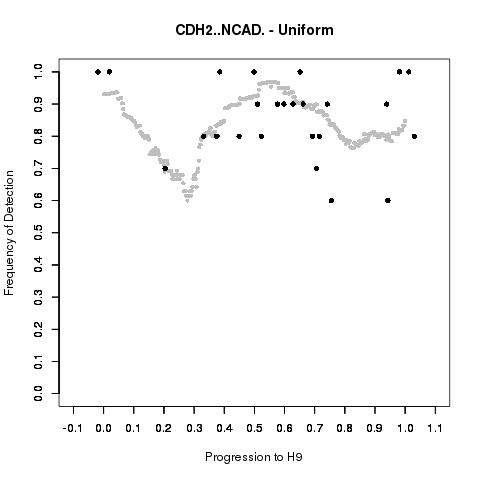 CDH2..NCAD. - Uniform
Frequency of Detection
1.0
0.9
0.8
0.7
0.6
0.5
0.4
0.3
0.2
0.1
0.0
-0.1 0.0 0.1 0.2 0.3 0.4 0.5 0.6 0.7 0.8 0.9 1.0 1.1
Progression to H9